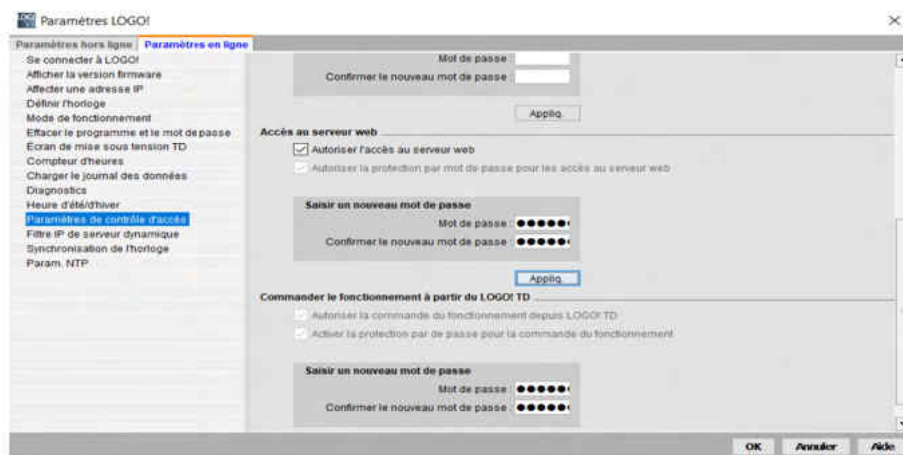 Paramètres LOGO!
Paramètres hors ligne Paramètres en ligne
Se connecter à LOGO!
Afficher la version firmware
Affecter une adresse IP
Définir l'horloge
Mode de fonctionnement
Effacer le programme et le mot de passe
Écran de mise sous tension TD
Compteur d'heures
Charger le journal des données
Diagnostics
Heure d'été/d'hiver
Paramètres de contrôle d'accès
Filtre IP de serveur dynamique
Synchronisation de l'horloge
Param. NTP
Mot de passe :
Confirmer le nouveau mot de passe :
Appliq.
Accès au serveur web
Autoriser l'accès au serveur web
Autoriser la protection par mot de passe pour les accès au serveur web
Saisir un nouveau mot de passe
Mot de passe :
Confirmer le nouveau mot de passe :
Appliq.
Commander le fonctionnement à partir du LOGO! TD
Autoriser la commande du fonctionnement depuis LOGO! TD
Activer la protection par de passe pour la commande du fonctionnement
Saisir un nouveau mot de passe
Mot de passe :
Confirmer le nouveau mot de passe :
OK Annuler Aide